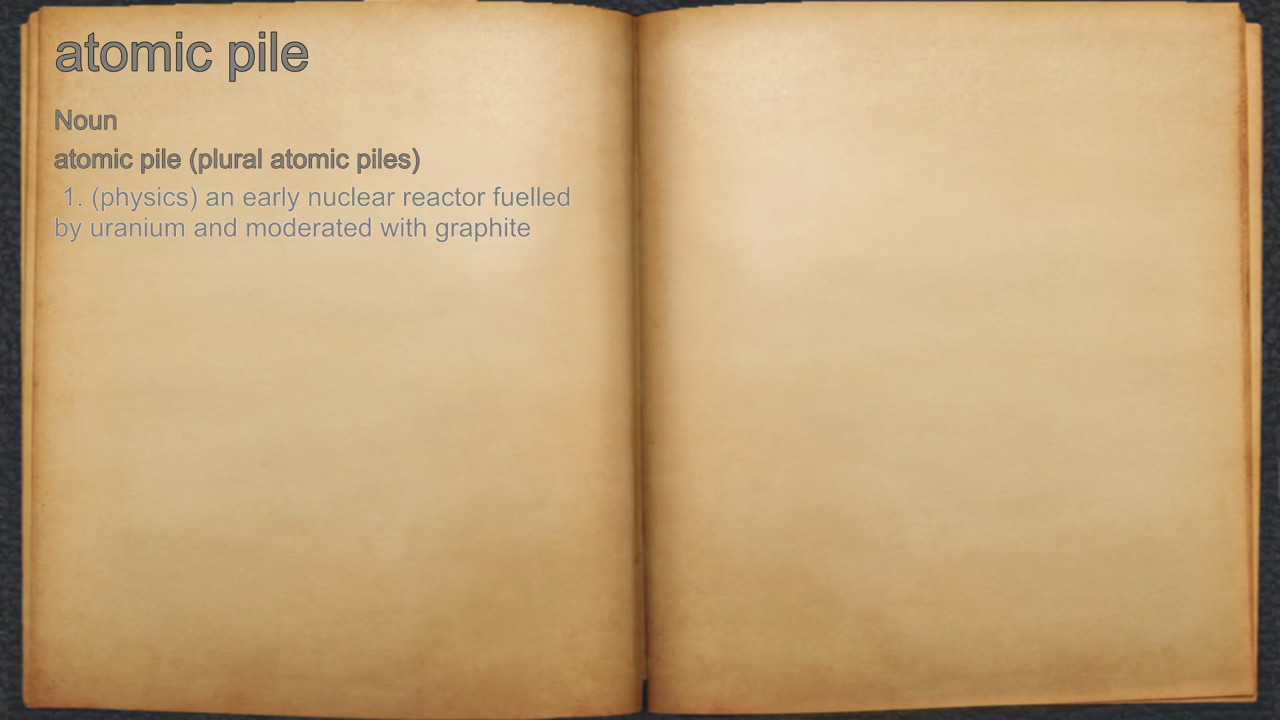 atomic pile
Noun
atomic pile (plural atomic piles)
1. (physics) an early nuclear reactor fuelled
by uranium and moderated with graphite